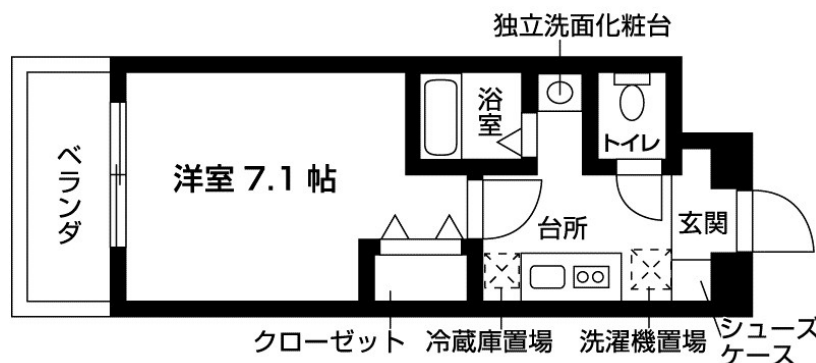 独立洗面化粧台
浴室
トイレ
ベランダ
洋室 7.1 帖
台所
玄関
クローゼット
冷蔵庫置場
洗濯機置場
シューズ
ケース